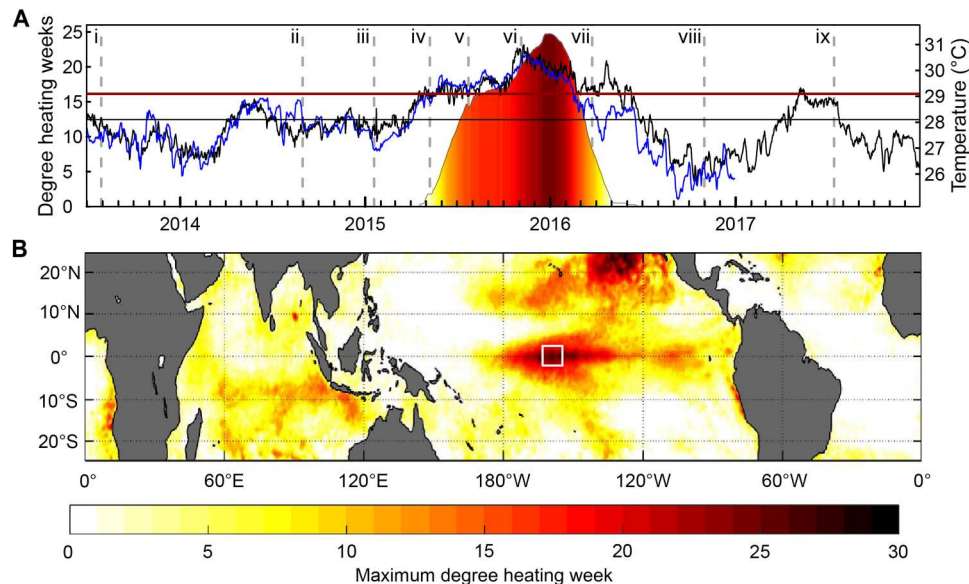 A
Degree heating weeks
25
20
15
10
5
0
i ii iii iv v vi vii viii ix
31
30
29
28
27
26
Temperature (°C)
2014 2015 2016 2017
B
20°N
10°N
0°
10°S
20°S
0° 60°E 120°E 180°W 120°W 60°W 0°
0 5 10 15 20 25 30
Maximum degree heating week